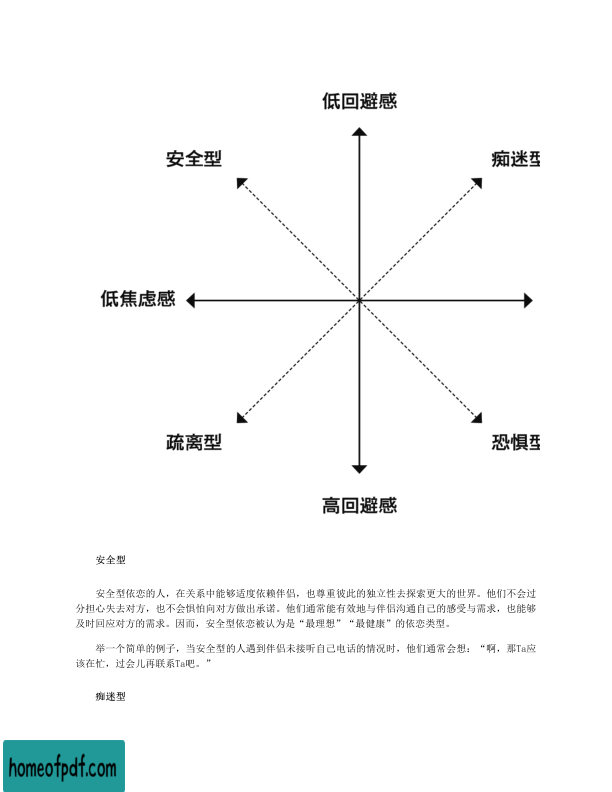 低回避感
安全型
痴迷型
低焦虑感
疏离型
恐惧型
高回避感
安全型
安全型依恋的人，在关系中能够适度依赖伴侣，也尊重彼此的独立性去探索更大的世界。他们不会过
分担心失去对方，也不会惧怕向对方做出承诺。他们通常能有效地与伴侣沟通自己的感受与需求，也能够
及时回应对方的需求。因而，安全型依恋被认为是“最理想”“最健康”的依恋类型。
举一个简单的例子，当安全型的人遇到伴侣未接听自己电话的情况时，他们通常会想：“啊，那Ta应
该在忙，过会儿再联系Ta吧。”
痴迷型
homeofpdf.com